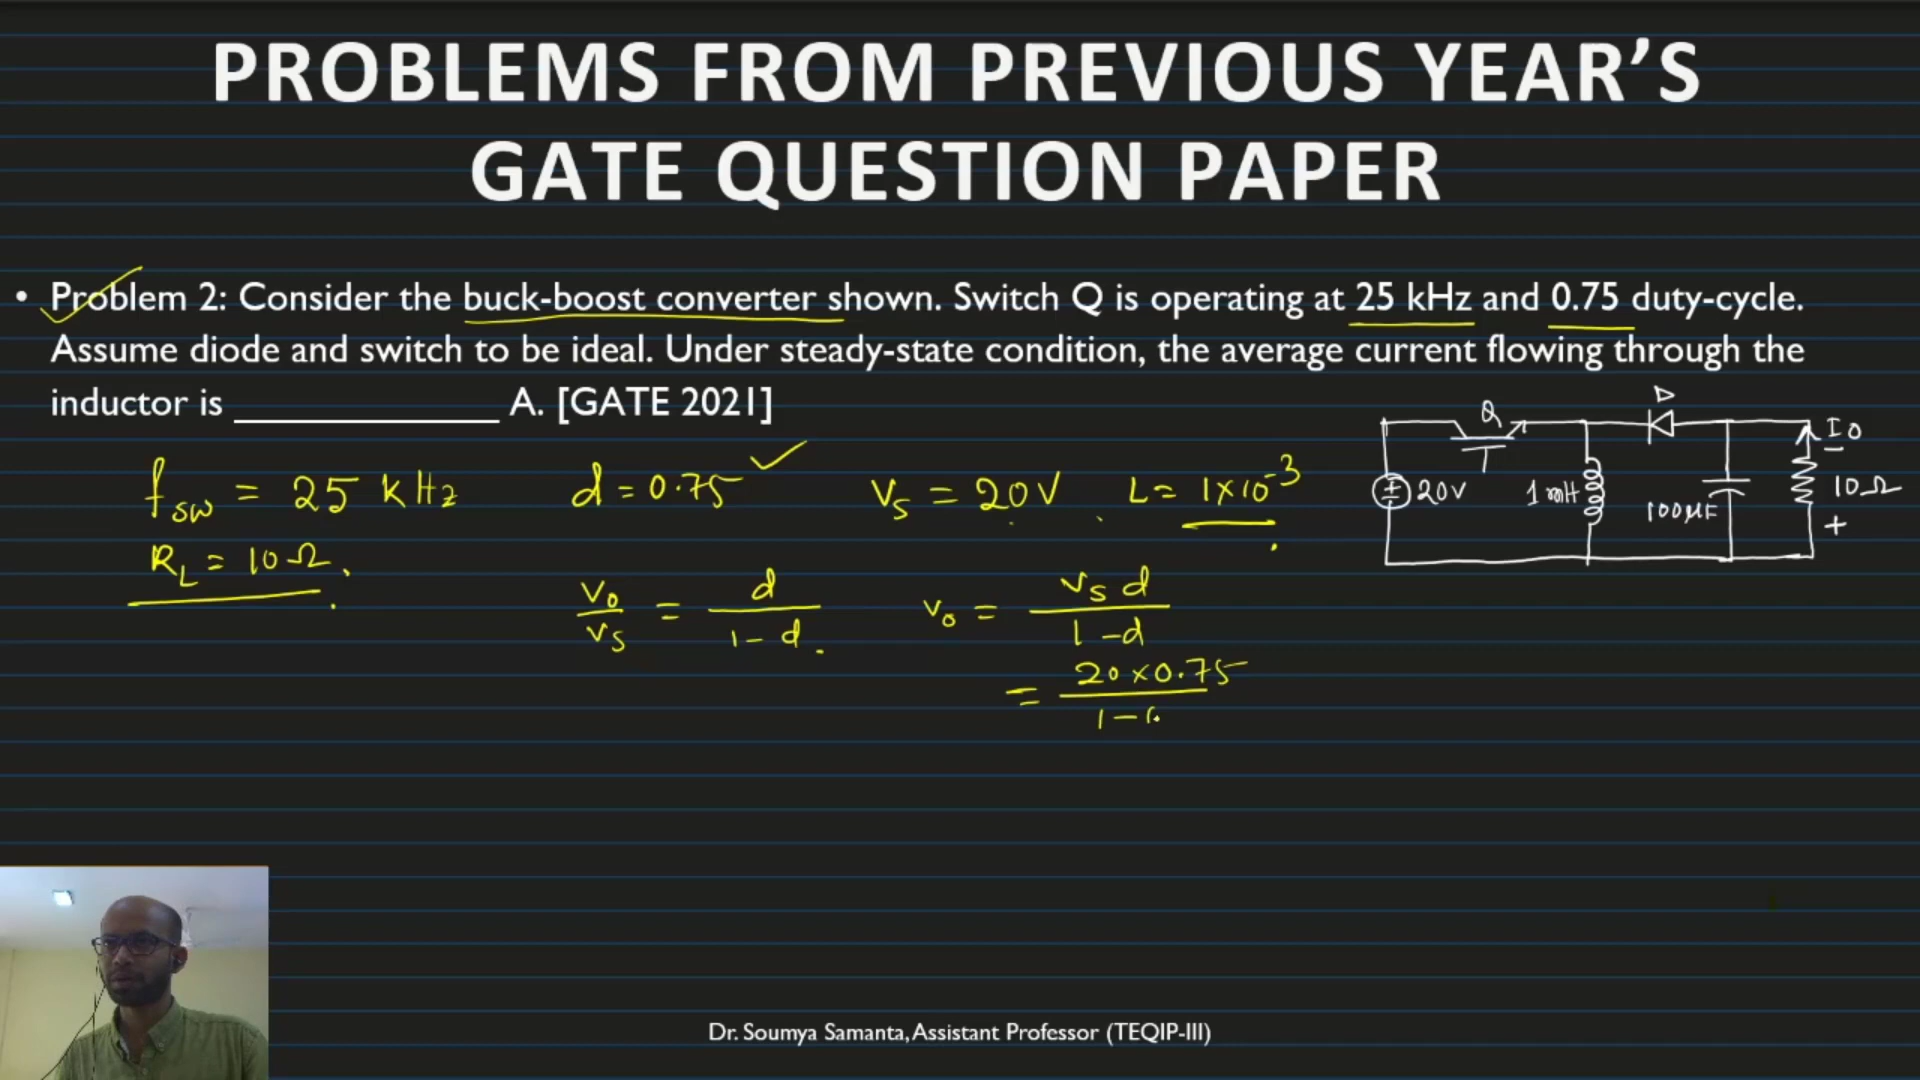 PROBLEMS FROM PREVIOUS YEAR'S
GATE QUESTION PAPER
• Problem 2: Consider the buck-boost converter shown. Switch Q is operating at 25 kHz and 0.75 duty-cycle.
Assume diode and switch to be ideal. Under steady-state condition, the average current flowing through the
inductor is ______________ A. [GATE 2021]
f_sw = 25 kHz
d = 0.75 ✓
V_s = 20V
L = 1×10^-3
R_L = 10Ω
V_o/V_s = d/(1-d)
V_o = V_s d/(1-d)
= 20×0.75
1-
Q
D
I_0
20V
1mH
100μF
10Ω
+
Dr. Soumya Samanta, Assistant Professor (TEQIP-III)